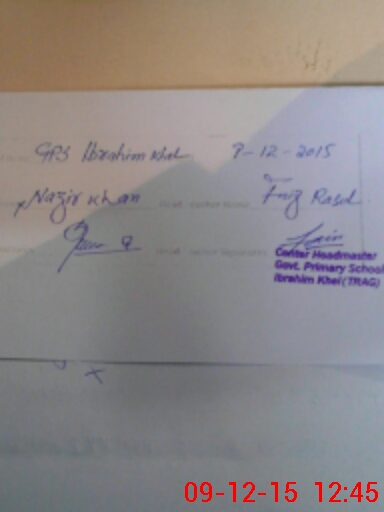 GPS Ibrahim Khel 9-12-2015
Nazir Khan Faiz Rasul
Center Headmaster
Govt. Primary School
Ibrahim Khel (TRAG)
09-12-15 12:45